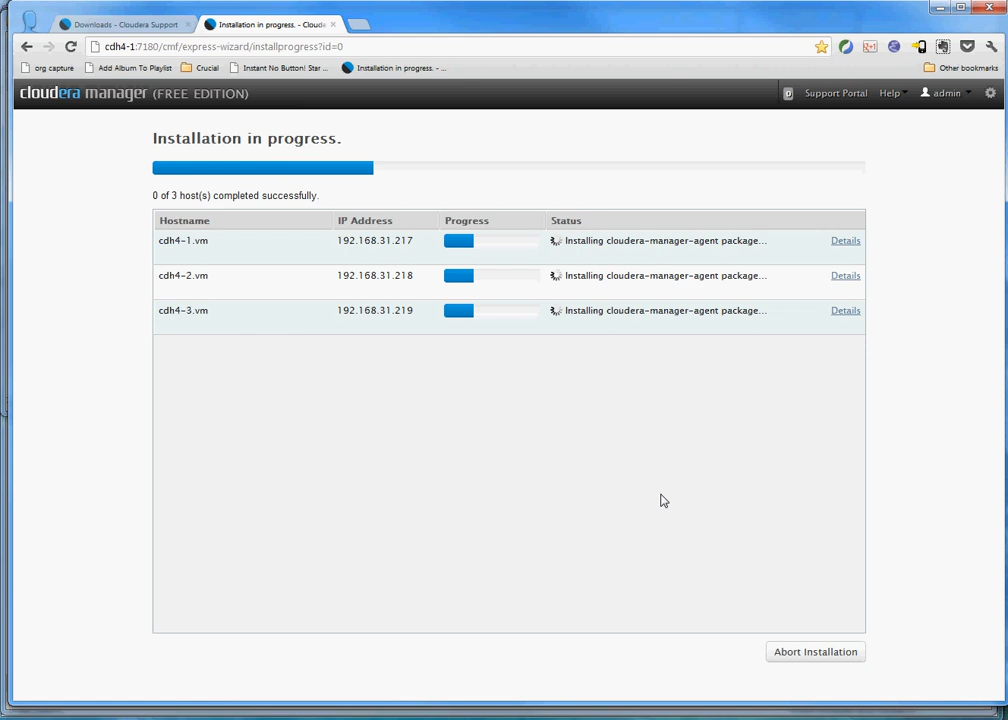 Downloads - Cloudera Support
Installation in progress. - Cloude
cdh4-1:7180/cmf/express-wizard/installprogress?id=0
org capture
Add Album To Playlist
Crucial
Instant No Button! Star ...
Installation in progress. - ...
Other bookmarks
cloudera manager (FREE EDITION)
Support Portal
Help
admin
Installation in progress.
0 of 3 host(s) completed successfully.
Hostname IP Address Progress Status
cdh4-1.vm 192.168.31.217 Installing cloudera-manager-agent package... Details
cdh4-2.vm 192.168.31.218 Installing cloudera-manager-agent package... Details
cdh4-3.vm 192.168.31.219 Installing cloudera-manager-agent package... Details
Abort Installation